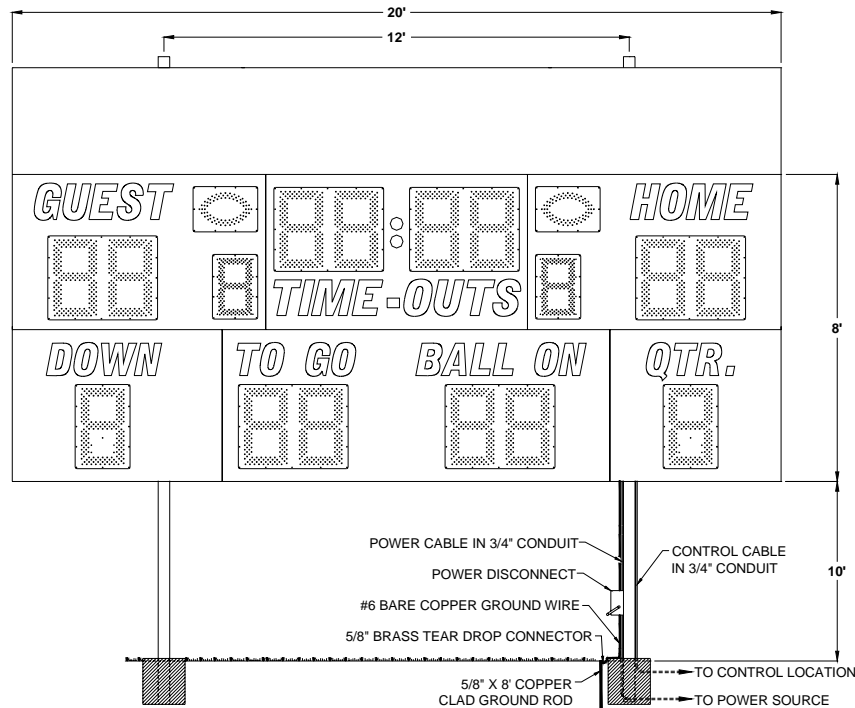 20'
12'
GUEST
HOME
TIME-OUTS
8'
DOWN
TO GO
BALL ON
QTR.
POWER CABLE IN 3/4" CONDUIT
CONTROL CABLE
IN 3/4" CONDUIT
POWER DISCONNECT
10'
#6 BARE COPPER GROUND WIRE
5/8" BRASS TEAR DROP CONNECTOR
5/8" X 8' COPPER
CLAD GROUND ROD
TO CONTROL LOCATION
TO POWER SOURCE